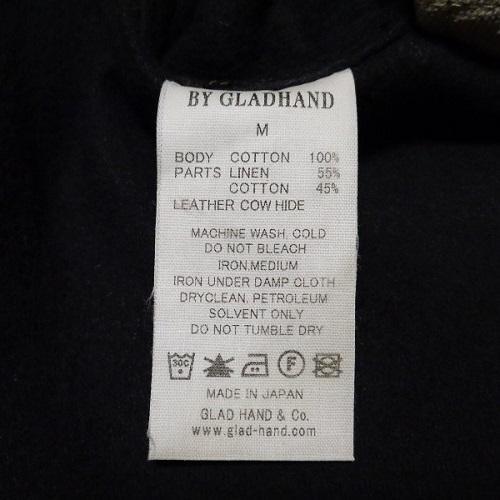 BY GLADHAND
M
BODY COTTON 100%
PARTS LINEN 55%
COTTON 45%
LEATHER COW HIDE
MACHINE WASH, COLD
DO NOT BLEACH
IRON,MEDIUM
IRON UNDER DAMP CLOTH
DRYCLEAN, PETROLEUM
SOLVENT ONLY
DO NOT TUMBLE DRY
30C F
MADE IN JAPAN
GLAD HAND & Co.
www.glad-hand.com